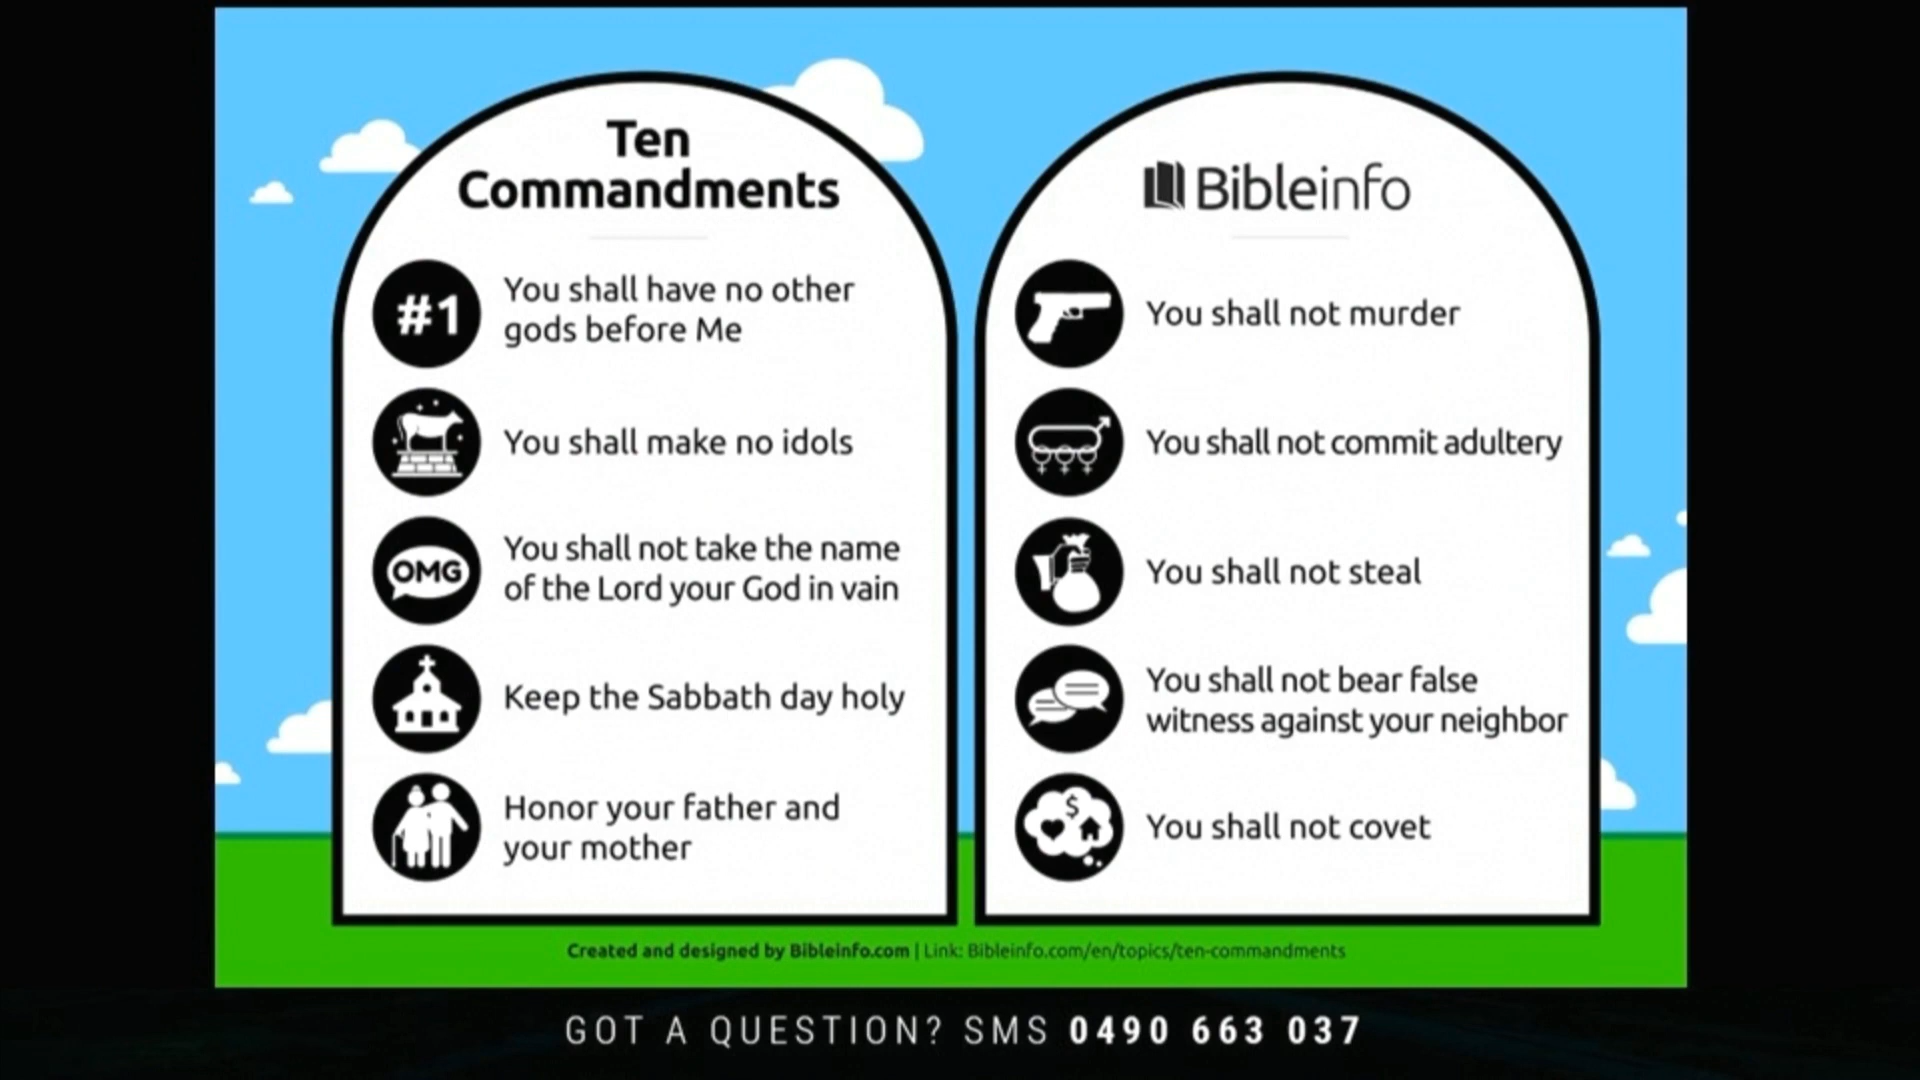 Ten
Commandments
#1
You shall have no other
gods before Me
You shall make no idols
OMG
You shall not take the name
of the Lord your God in vain
Keep the Sabbath day holy
Honor your father and
your mother
Bibleinfo
You shall not murder
You shall not commit adultery
You shall not steal
You shall not bear false
witness against your neighbor
$
You shall not covet
Created and designed by Bibleinfo.com | Link: Bibleinfo.com/en/topics/ten-commandments
GOT A QUESTION? SMS 0490 663 037